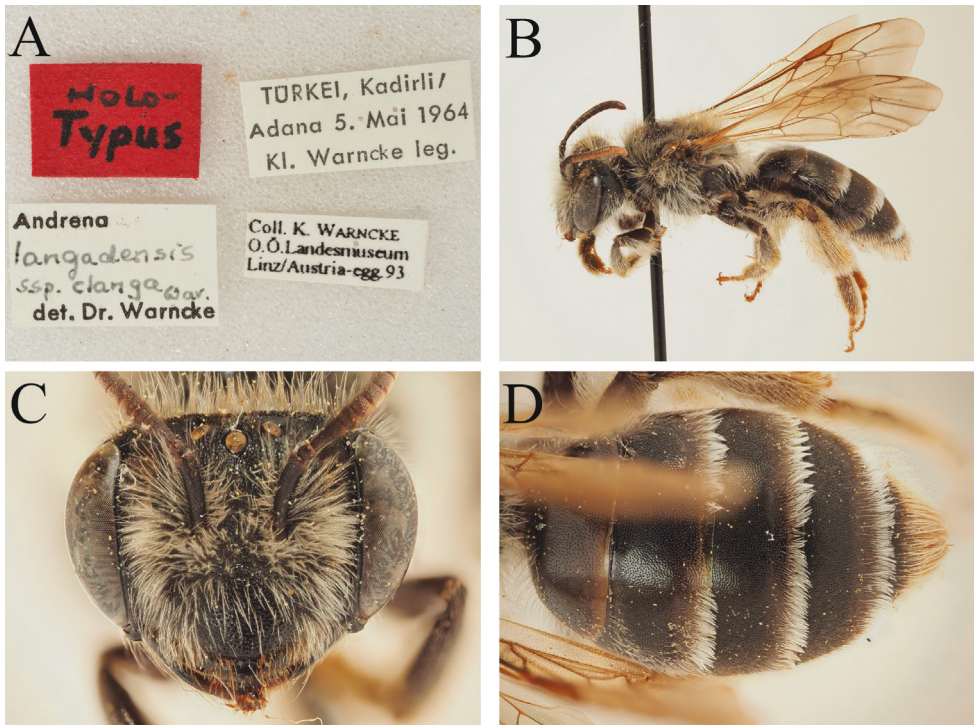 A
HOLO-
Typus
TÜRKEI, Kadirli/
Adana 5. Mai 1964
Kl. Warncke leg.
Andrena
langadensis
ssp. clanga War.
det. Dr. Warncke
Coll. K. WARNCKE
O.Ö.Landesmuseum
Linz/Austria-egg.93
B
C
D